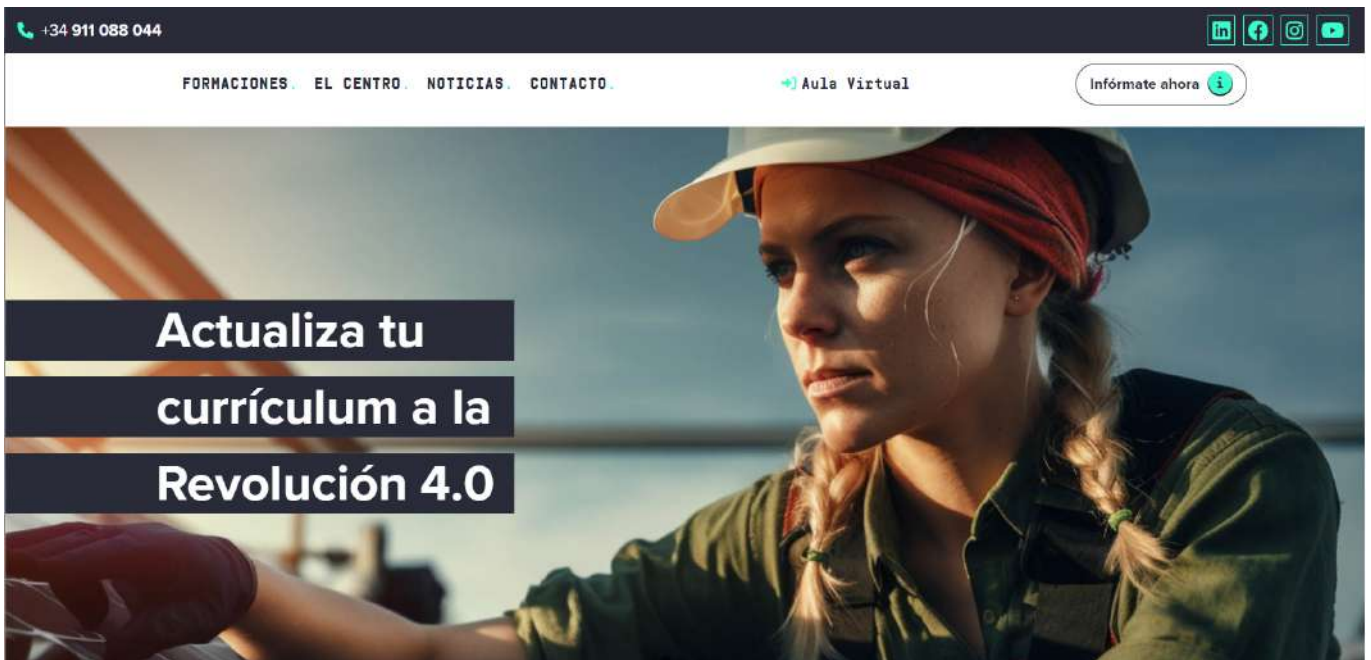 +34 911 088 044
FORMACIONES. EL CENTRO. NOTICIAS. CONTACTO. Aula Virtual Infórmate ahora i
Actualiza tu
currículum a la
Revolución 4.0